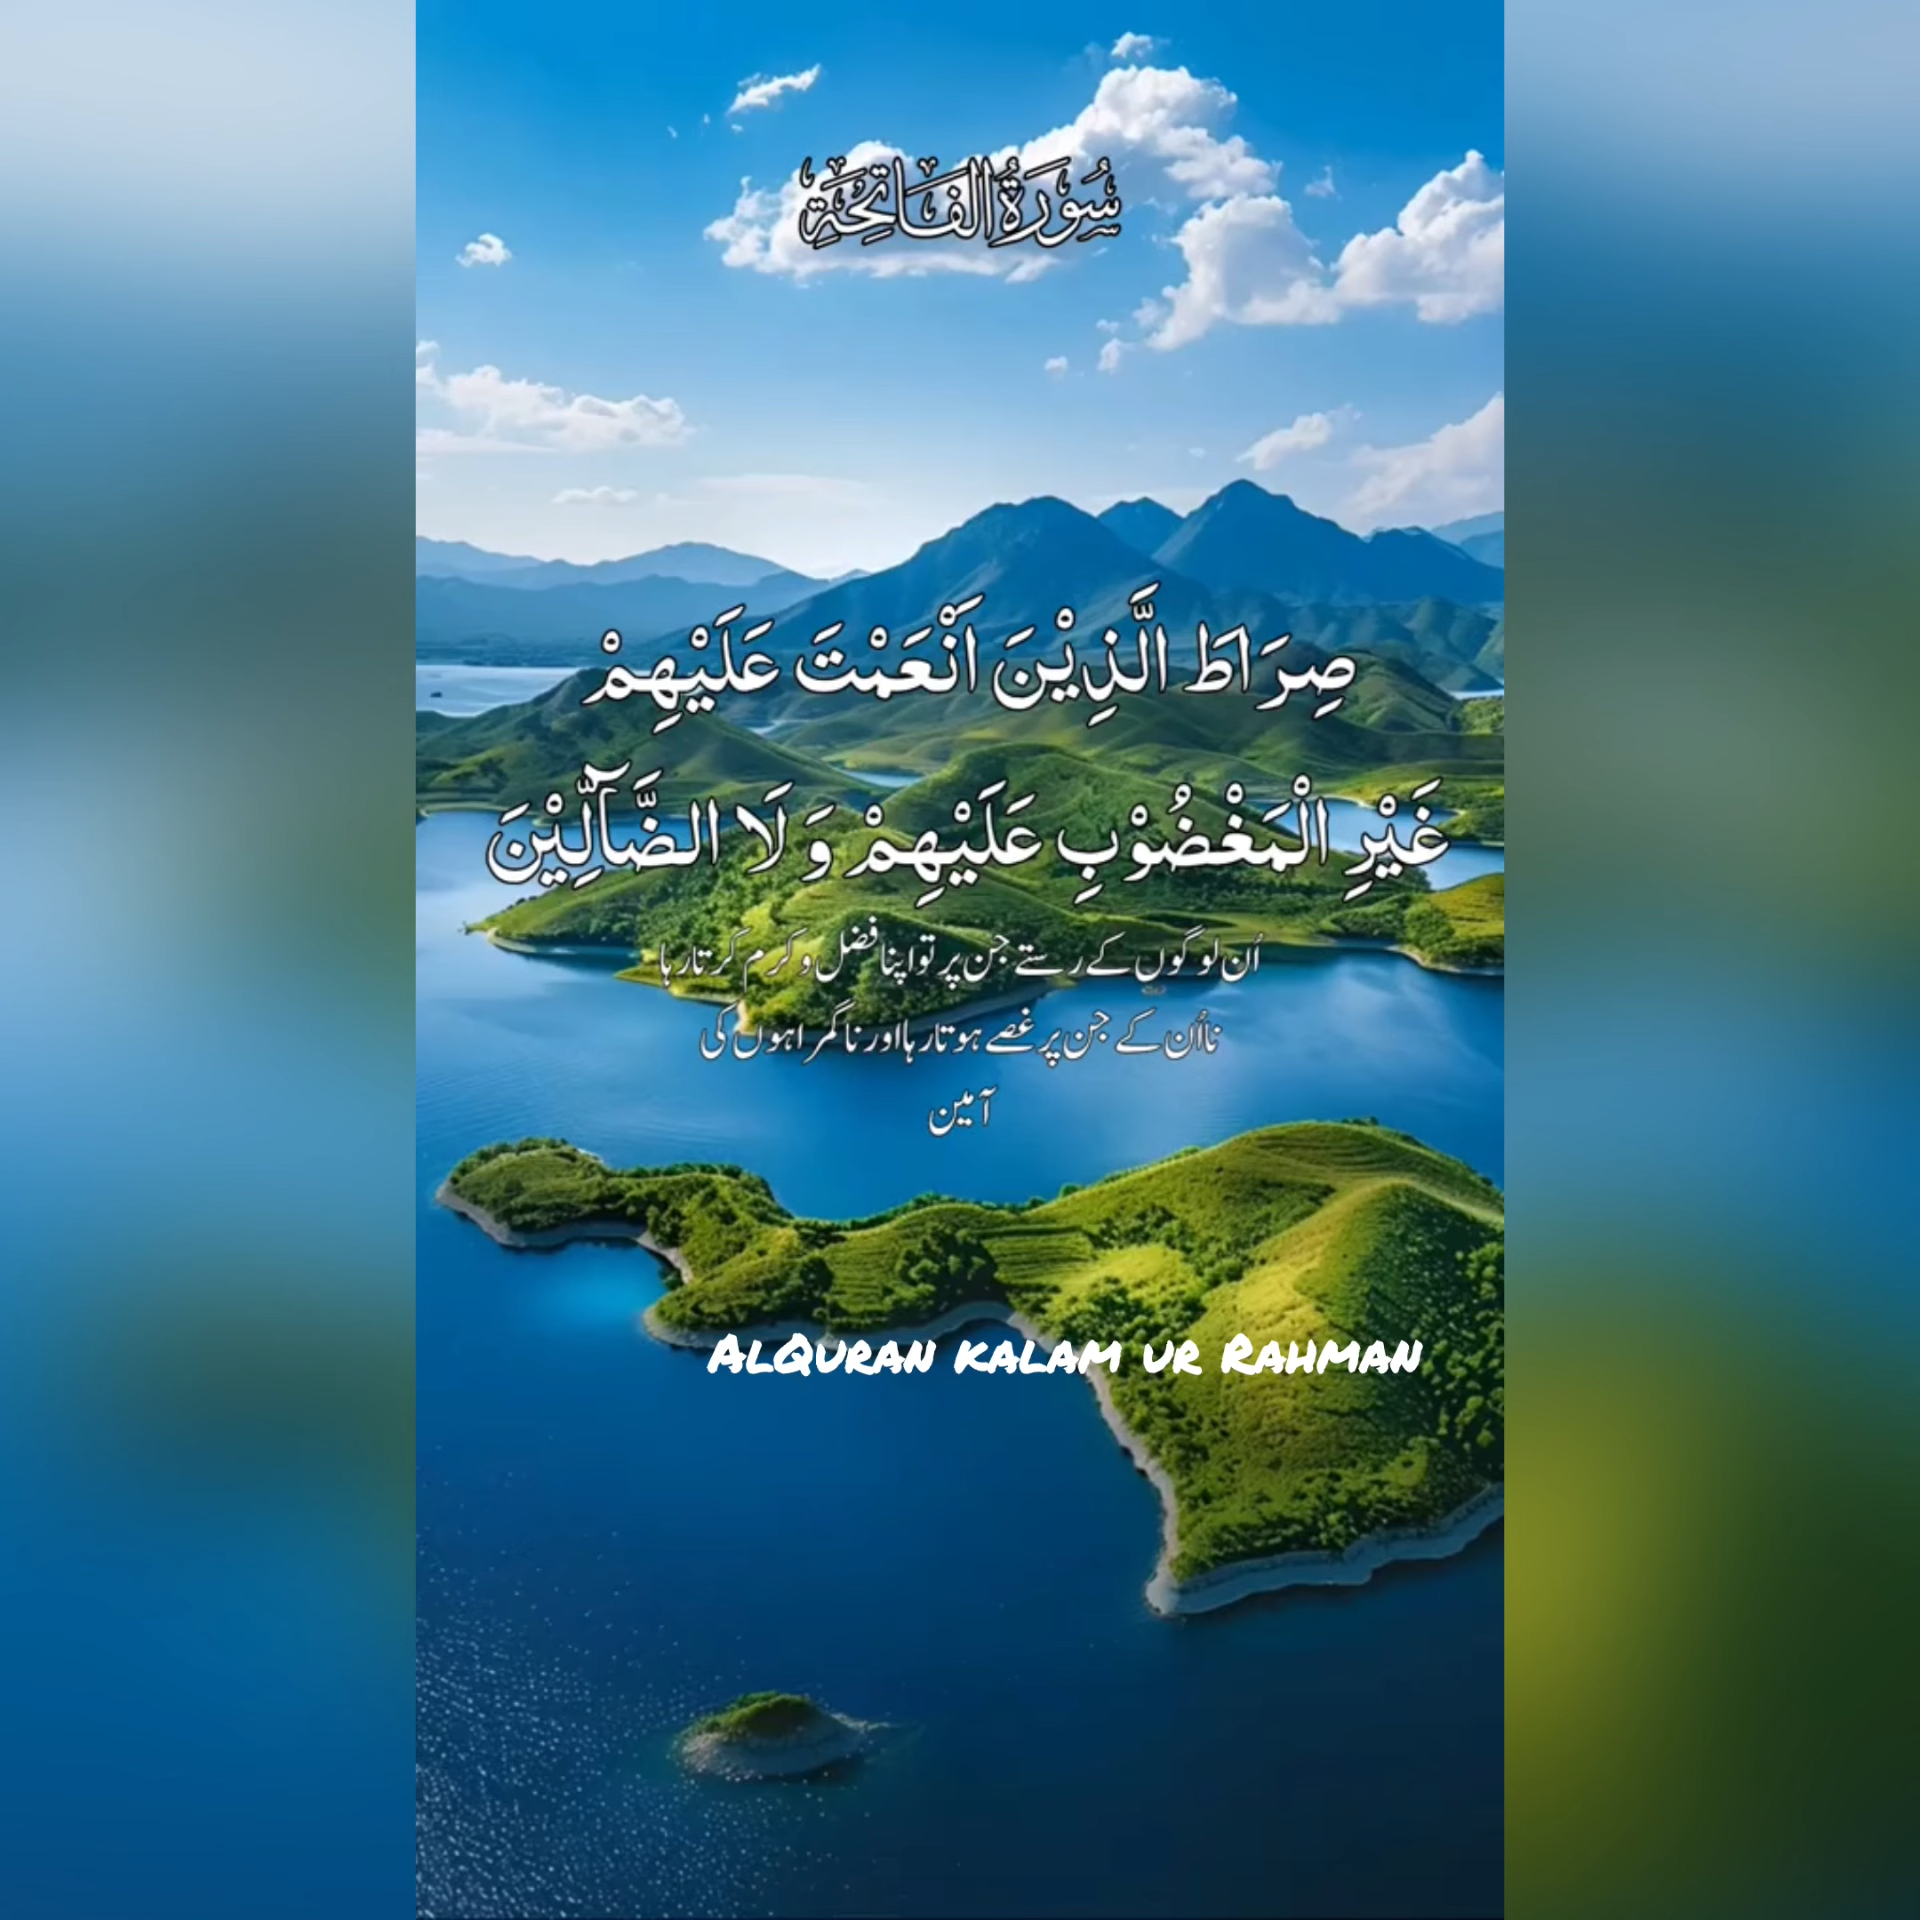 سُورَةُ الفَاتِحَةِ
صِرَاطَ الَّذِيْنَ اَنْعَمْتَ عَلَيْهِمْ
غَيْرِ الْمَغْضُوْبِ عَلَيْهِمْ وَلَا الضَّآلِّيْنَ
اُن لوگوں کے رستے جن پر تو اپنا فضل و کرم کرتا رہا
نا اُن کے جن پر غصے ہوتا رہا اور نا گمراہوں کی
آمین
AlQuran kalam ur Rahman